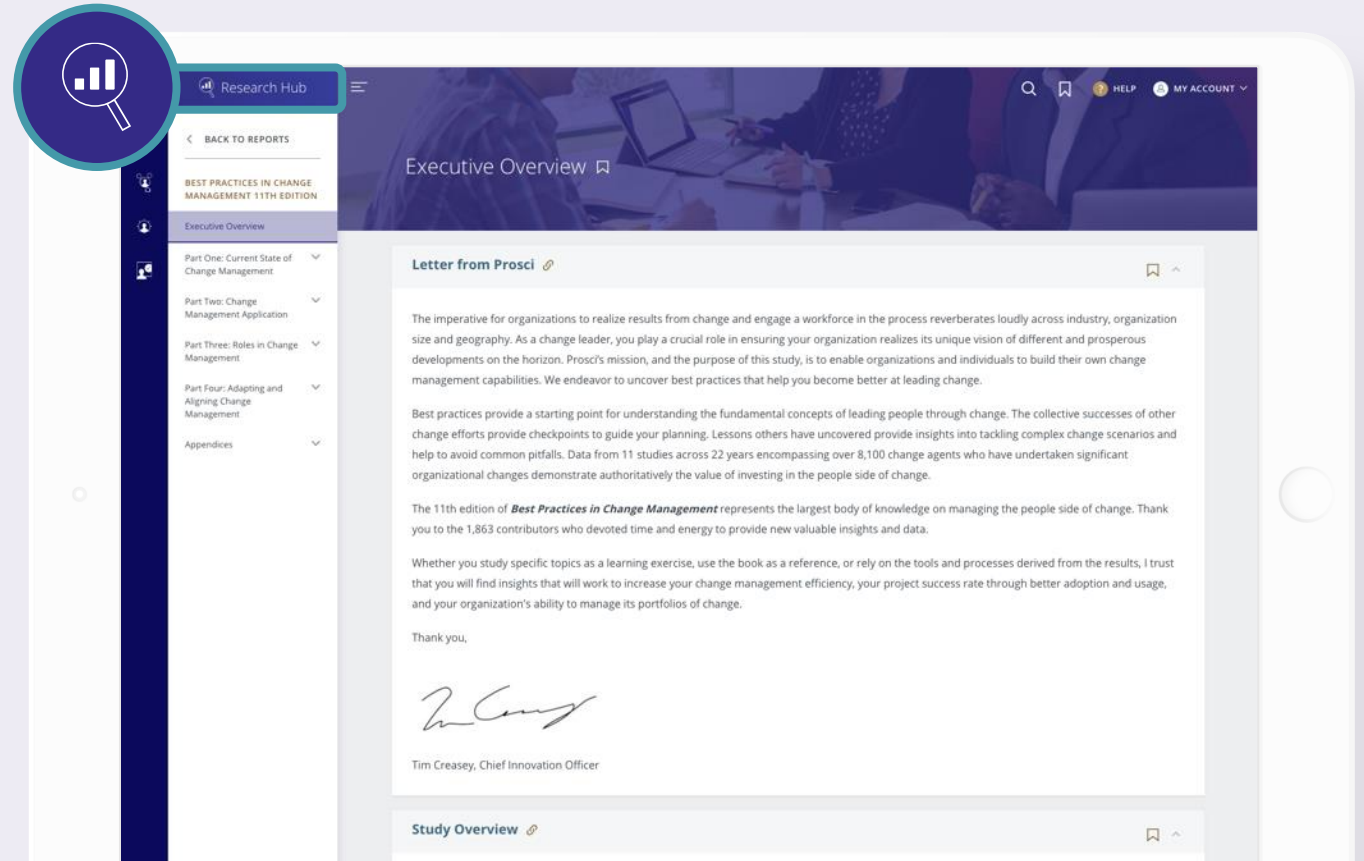 Research Hub
HELP
MY ACCOUNT
BACK TO REPORTS
BEST PRACTICES IN CHANGE
MANAGEMENT 11TH EDITION
Executive Overview
Part One: Current State of
Change Management
Part Two: Change
Management Application
Part Three: Roles in Change
Management
Part Four: Adapting and
Aligning Change
Management
Appendices
Executive Overview
Letter from Prosci
The imperative for organizations to realize results from change and engage a workforce in the process reverberates loudly across industry, organization
size and geography. As a change leader, you play a crucial role in ensuring your organization realizes its unique vision of different and prosperous
developments on the horizon. Prosci's mission, and the purpose of this study, is to enable organizations and individuals to build their own change
management capabilities. We endeavor to uncover best practices that help you become better at leading change.
Best practices provide a starting point for understanding the fundamental concepts of leading people through change. The collective successes of other
change efforts provide checkpoints to guide your planning. Lessons others have uncovered provide insights into tackling complex change scenarios and
help to avoid common pitfalls. Data from 11 studies across 22 years encompassing over 8,100 change agents who have undertaken significant
organizational changes demonstrate authoritatively the value of investing in the people side of change.
The 11th edition of Best Practices in Change Management represents the largest body of knowledge on managing the people side of change. Thank
you to the 1,863 contributors who devoted time and energy to provide new valuable insights and data.
Whether you study specific topics as a learning exercise, use the book as a reference, or rely on the tools and processes derived from the results, I trust
that you will find insights that will work to increase your change management efficiency, your project success rate through better adoption and usage,
and your organization's ability to manage its portfolios of change.
Thank you,
Tim Creasey, Chief Innovation Officer
Study Overview